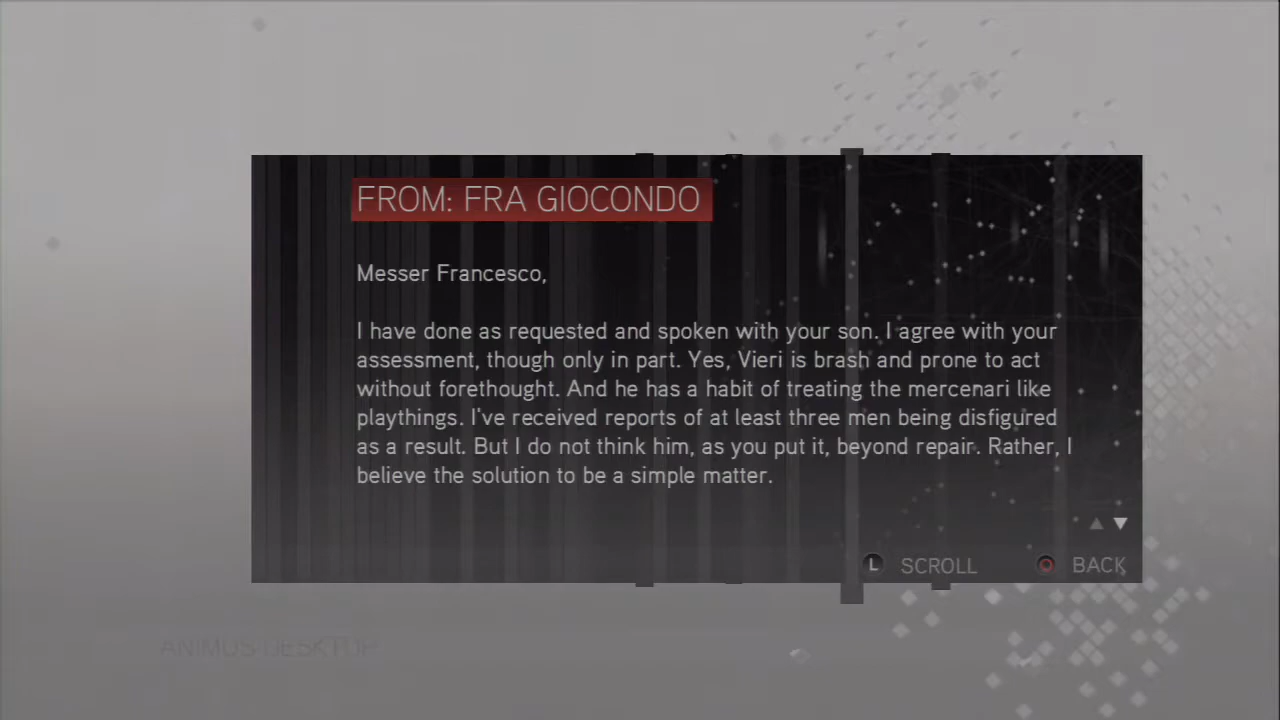 FROM: FRA GIOCONDO
Messer Francesco,
I have done as requested and spoken with your son. I agree with your
assessment, though only in part. Yes, Vieri is brash and prone to act
without forethought. And he has a habit of treating the mercenari like
playthings. I've received reports of at least three men being disfigured
as a result. But I do not think him, as you put it, beyond repair. Rather, I
believe the solution to be a simple matter.
L SCROLL BACK
ANIMUS DESKTOP